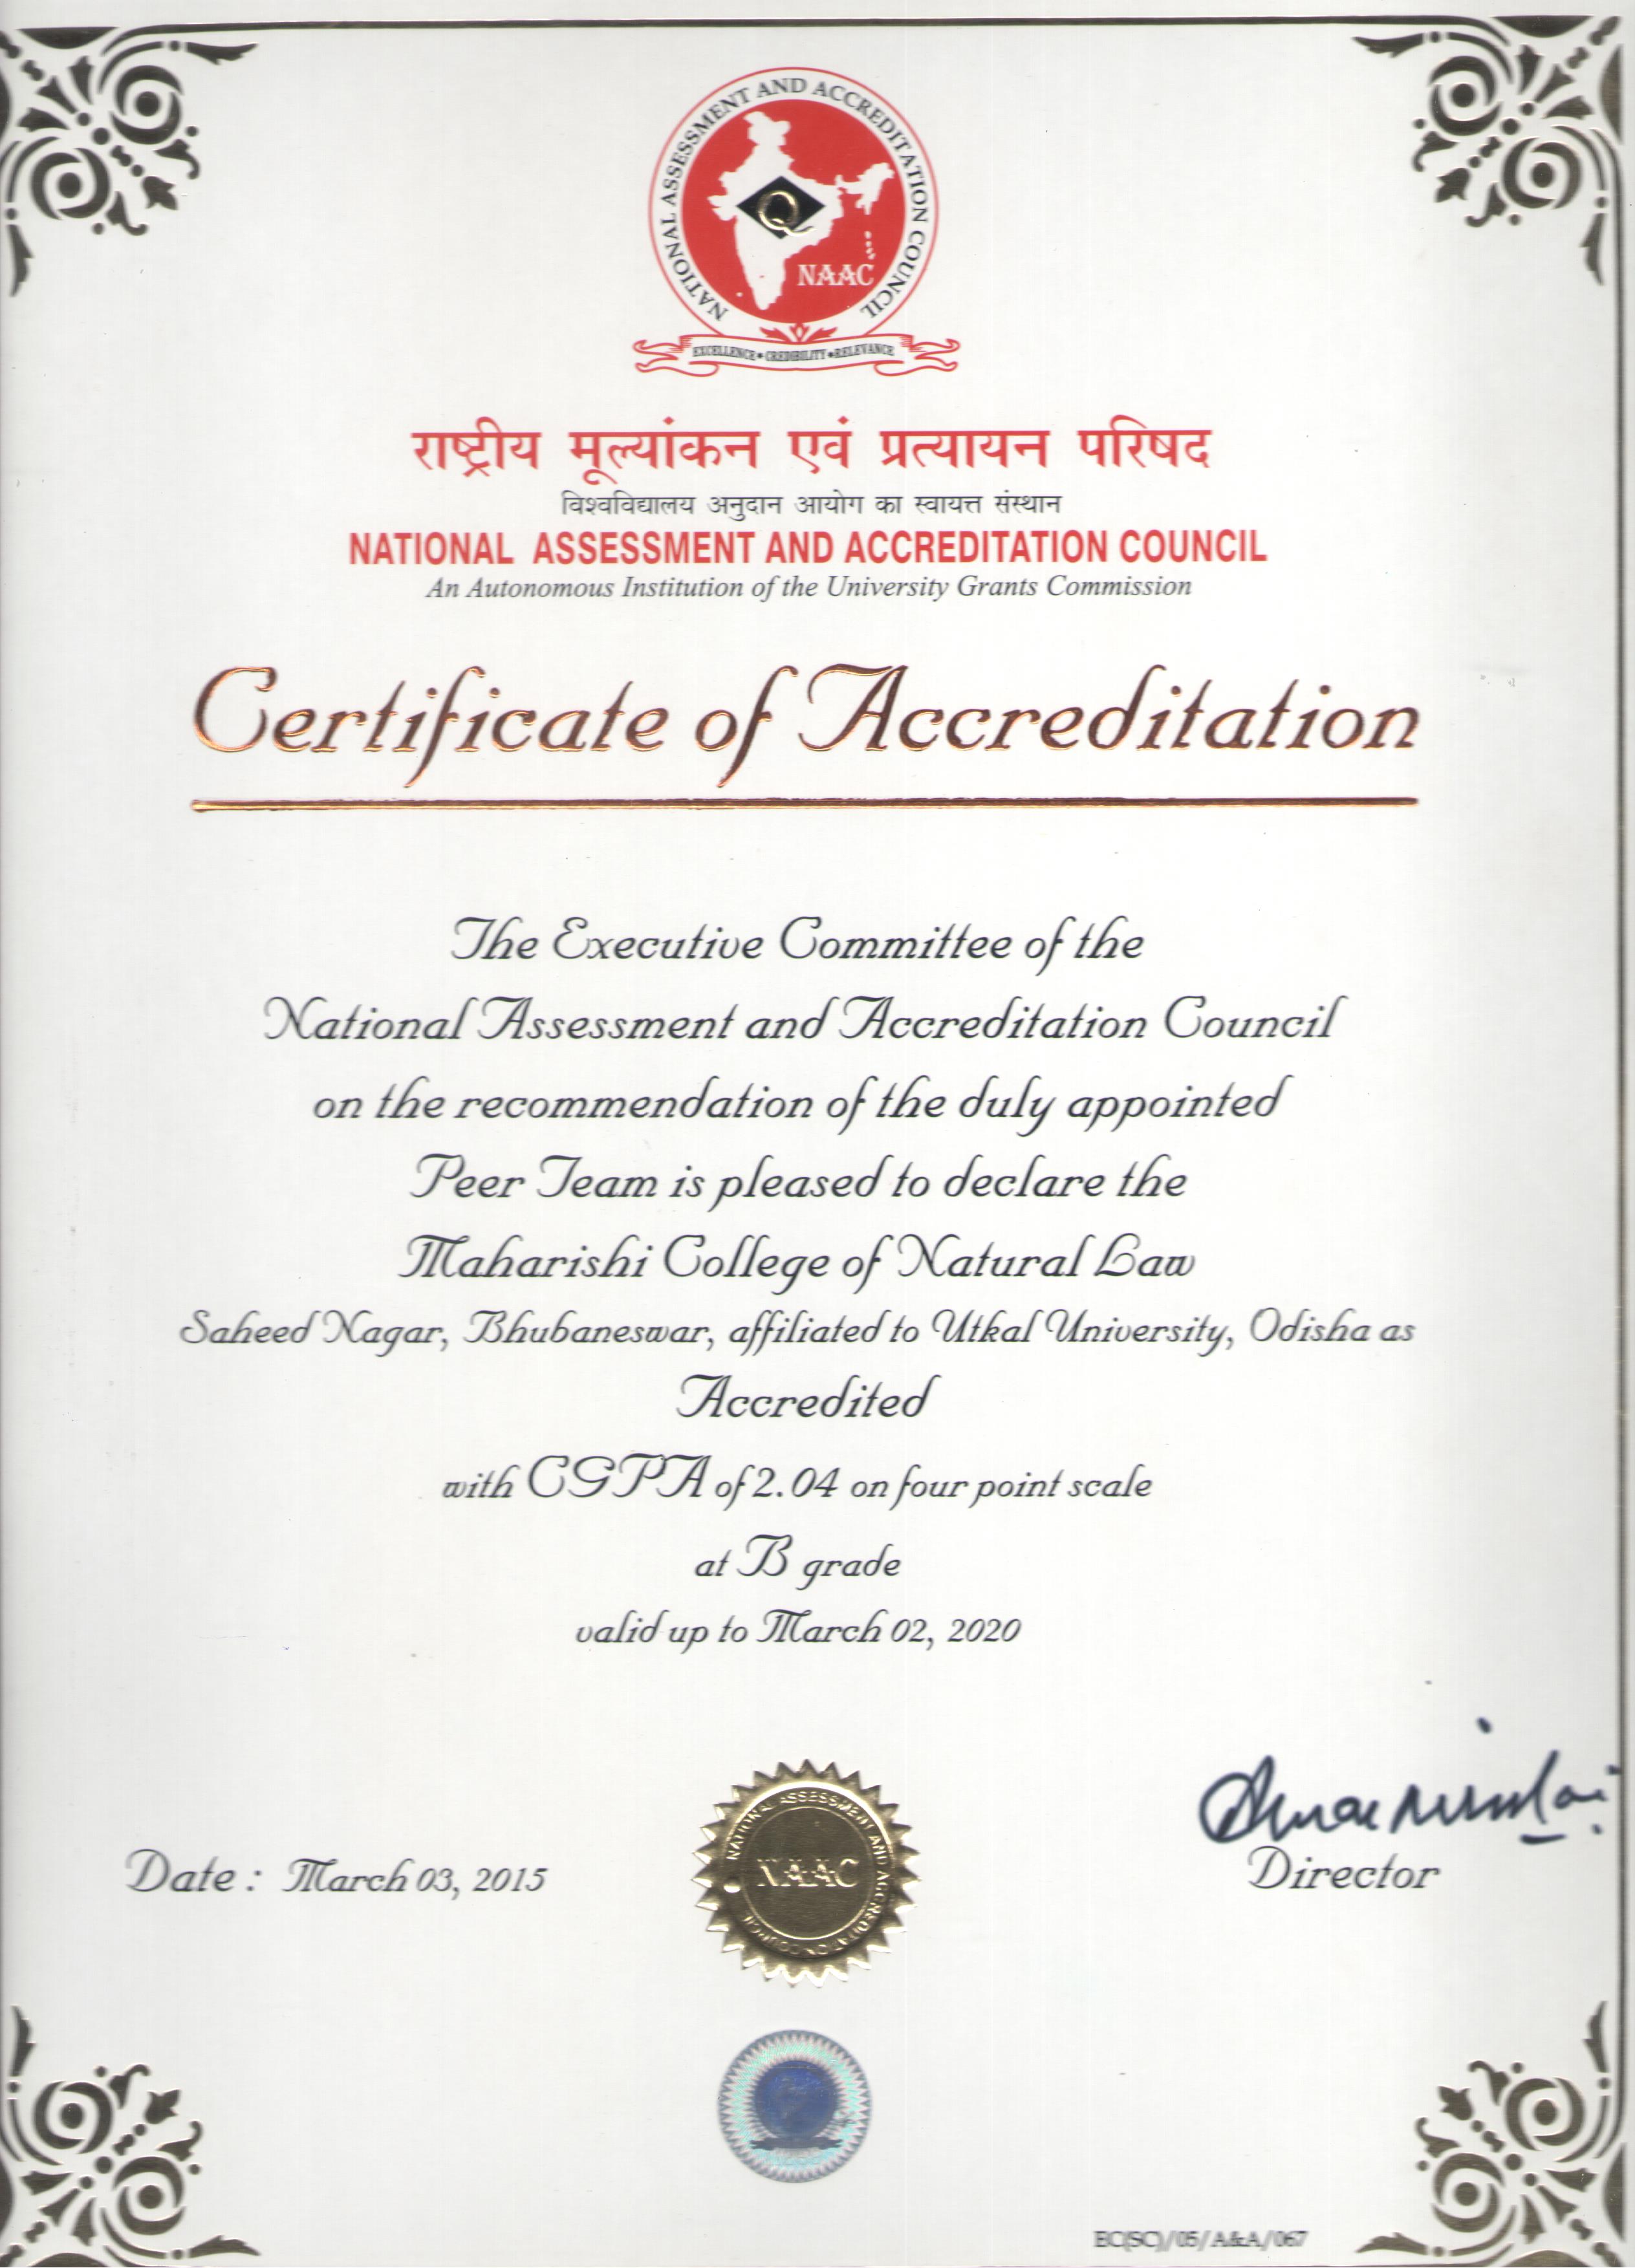 NATIONAL ASSESSMENT AND ACCREDITATION COUNCIL
Q
NAAC
EXCELLENCE • CREDIBILITY • RELEVANCE
राष्ट्रीय मूल्यांकन एवं प्रत्यायन परिषद
विश्वविद्यालय अनुदान आयोग का स्वायत्त संस्थान
NATIONAL ASSESSMENT AND ACCREDITATION COUNCIL
An Autonomous Institution of the University Grants Commission
Certificate of Accreditation
The Executive Committee of the
National Assessment and Accreditation Council
on the recommendation of the duly appointed
Peer Team is pleased to declare the
Maharishi College of Natural Law
Saheed Nagar, Bhubaneswar, affiliated to Utkal University, Odisha as
Accredited
with CGPA of 2.04 on four point scale
at B grade
valid up to March 02, 2020
Date : March 03, 2015
NATIONAL ASSESSMENT AND ACCREDITATION COUNCIL
NAAC
Director
EC(SC)/05/A&A/067